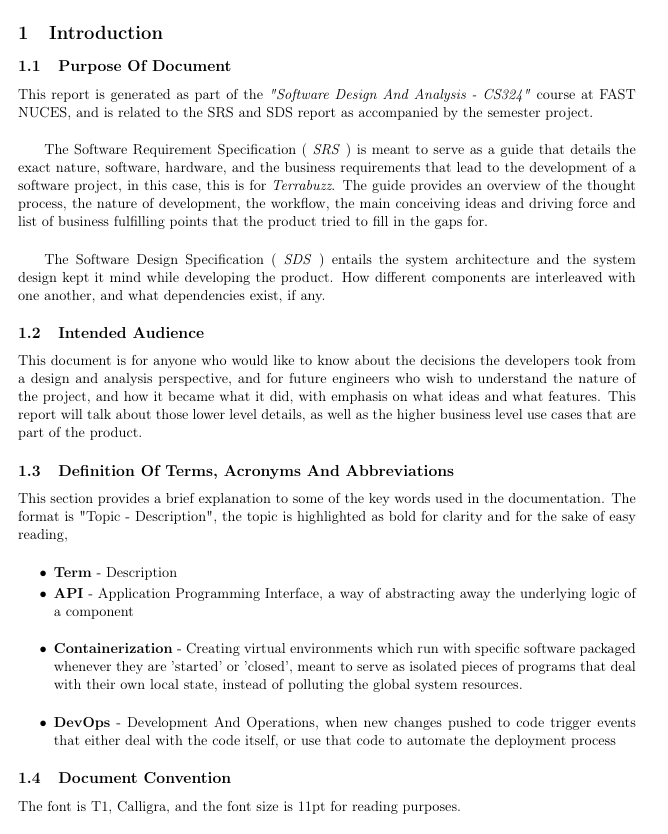 1 Introduction
1.1 Purpose Of Document
This report is generated as part of the "Software Design And Analysis - CS324" course at FAST
NUCES, and is related to the SRS and SDS report as accompanied by the semester project.
The Software Requirement Specification ( SRS ) is meant to serve as a guide that details the
exact nature, software, hardware, and the business requirements that lead to the development of a
software project, in this case, this is for Terrabuzz. The guide provides an overview of the thought
process, the nature of development, the workflow, the main conceiving ideas and driving force and
list of business fulfilling points that the product tried to fill in the gaps for.
The Software Design Specification ( SDS ) entails the system architecture and the system
design kept it mind while developing the product. How different components are interleaved with
one another, and what dependencies exist, if any.
1.2 Intended Audience
This document is for anyone who would like to know about the decisions the developers took from
a design and analysis perspective, and for future engineers who wish to understand the nature of
the project, and how it became what it did, with emphasis on what ideas and what features. This
report will talk about those lower level details, as well as the higher business level use cases that are
part of the product.
1.3 Definition Of Terms, Acronyms And Abbreviations
This section provides a brief explanation to some of the key words used in the documentation. The
format is "Topic - Description", the topic is highlighted as bold for clarity and for the sake of easy
reading,
• Term - Description
• API - Application Programming Interface, a way of abstracting away the underlying logic of
a component
• Containerization - Creating virtual environments which run with specific software packaged
whenever they are 'started' or 'closed', meant to serve as isolated pieces of programs that deal
with their own local state, instead of polluting the global system resources.
• DevOps - Development And Operations, when new changes pushed to code trigger events
that either deal with the code itself, or use that code to automate the deployment process
1.4 Document Convention
The font is T1, Calligra, and the font size is 11pt for reading purposes.